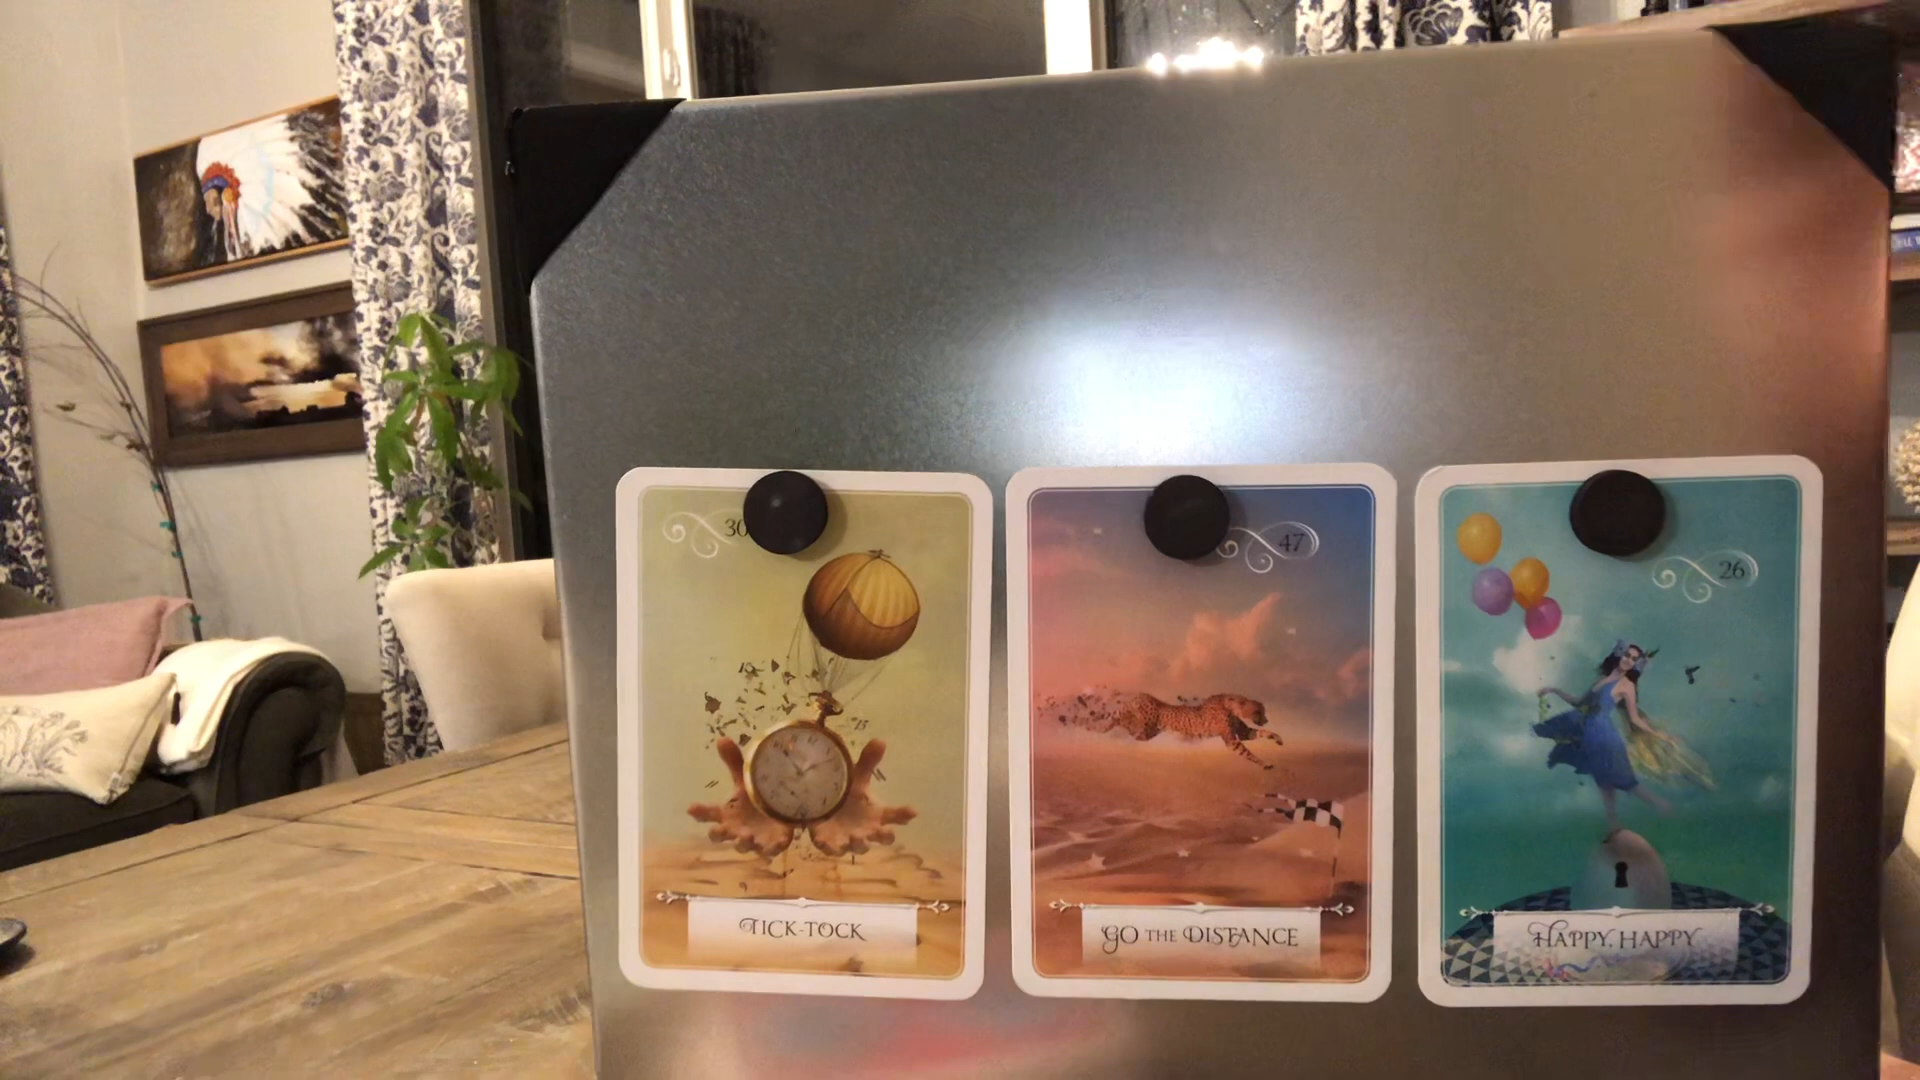 30
TICK-TOCK
47
GO THE DISTANCE
26
HAPPY, HAPPY